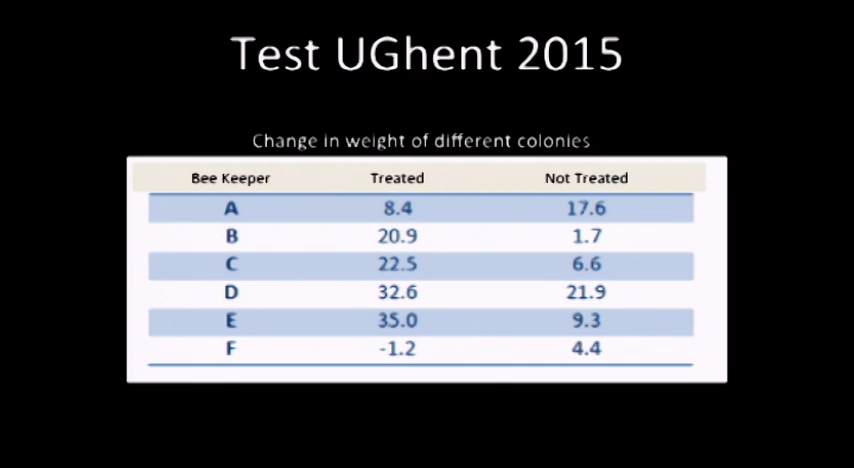 Test UGhent 2015
Change in weight of different colonies
Bee Keeper Treated Not Treated
A 8.4 17.6
B 20.9 1.7
C 22.5 6.6
D 32.6 21.9
E 35.0 9.3
F -1.2 4.4